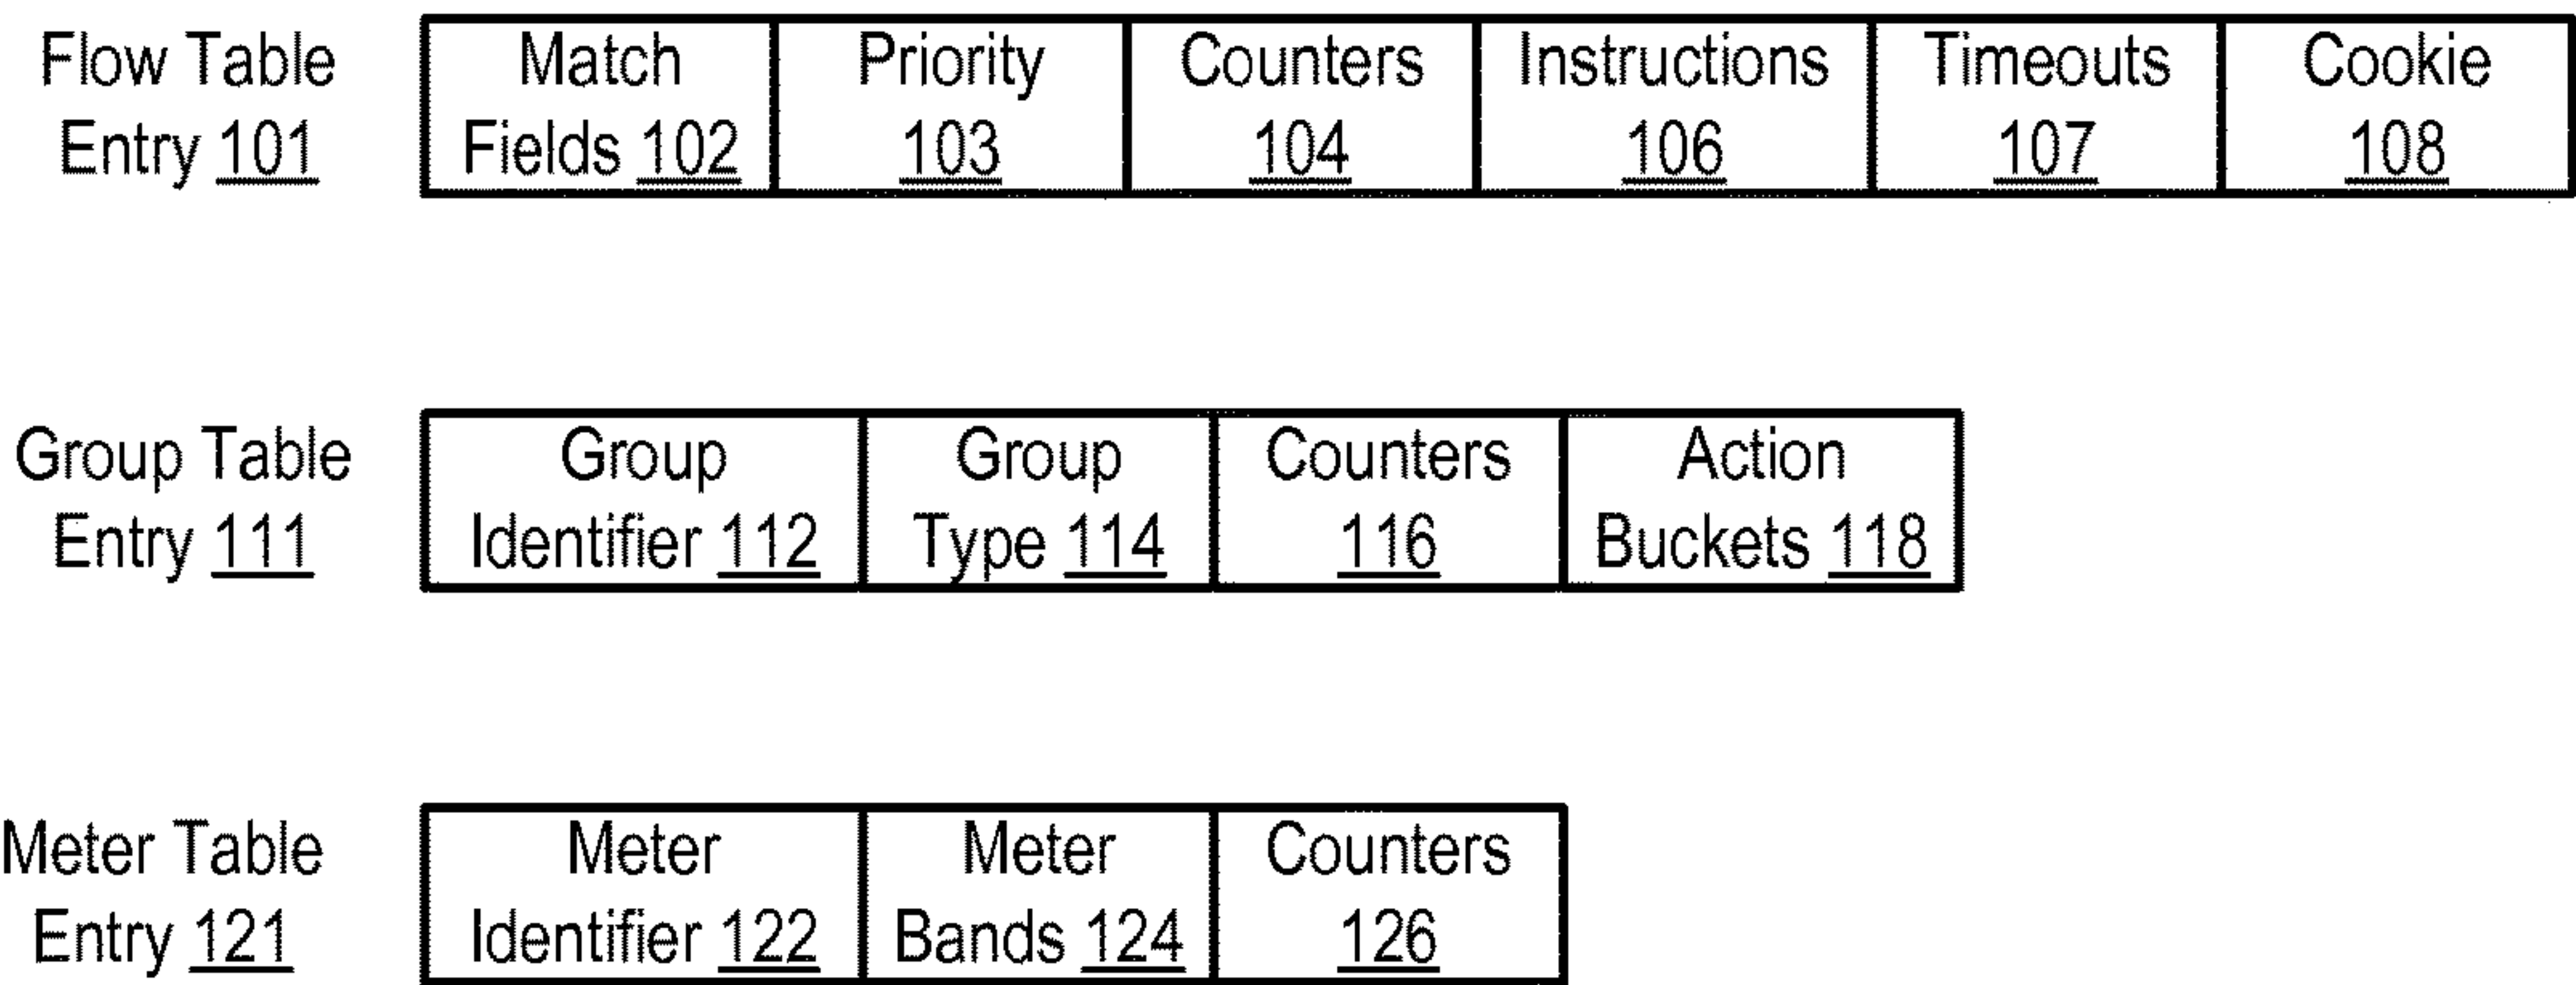 Flow Table
Entry 101
Match
Fields 102
Priority
103
Counters
104
Instructions
106
Timeouts
107
Cookie
108
Group Table
Entry 111
Group
Identifier 112
Group
Type 114
Counters
116
Action
Buckets 118
Meter Table
Entry 121
Meter
Identifier 122
Meter
Bands 124
Counters
126